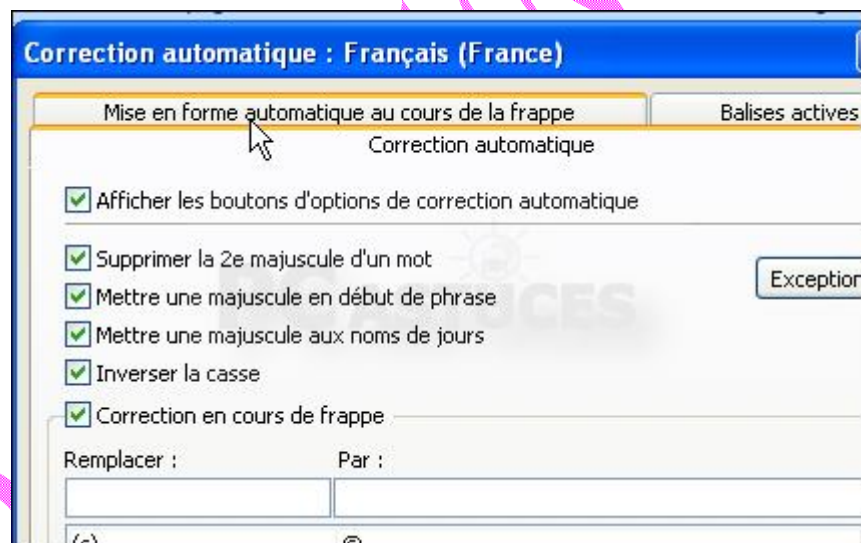 Correction automatique : Français (France)
Mise en forme automatique au cours de la frappe
Balises actives
Correction automatique
Afficher les boutons d'options de correction automatique
Supprimer la 2e majuscule d'un mot
Exception
Mettre une majuscule en début de phrase
Mettre une majuscule aux noms de jours
Inverser la casse
Correction en cours de frappe
Remplacer :
Par :
(c)
©
PC ASTUCES